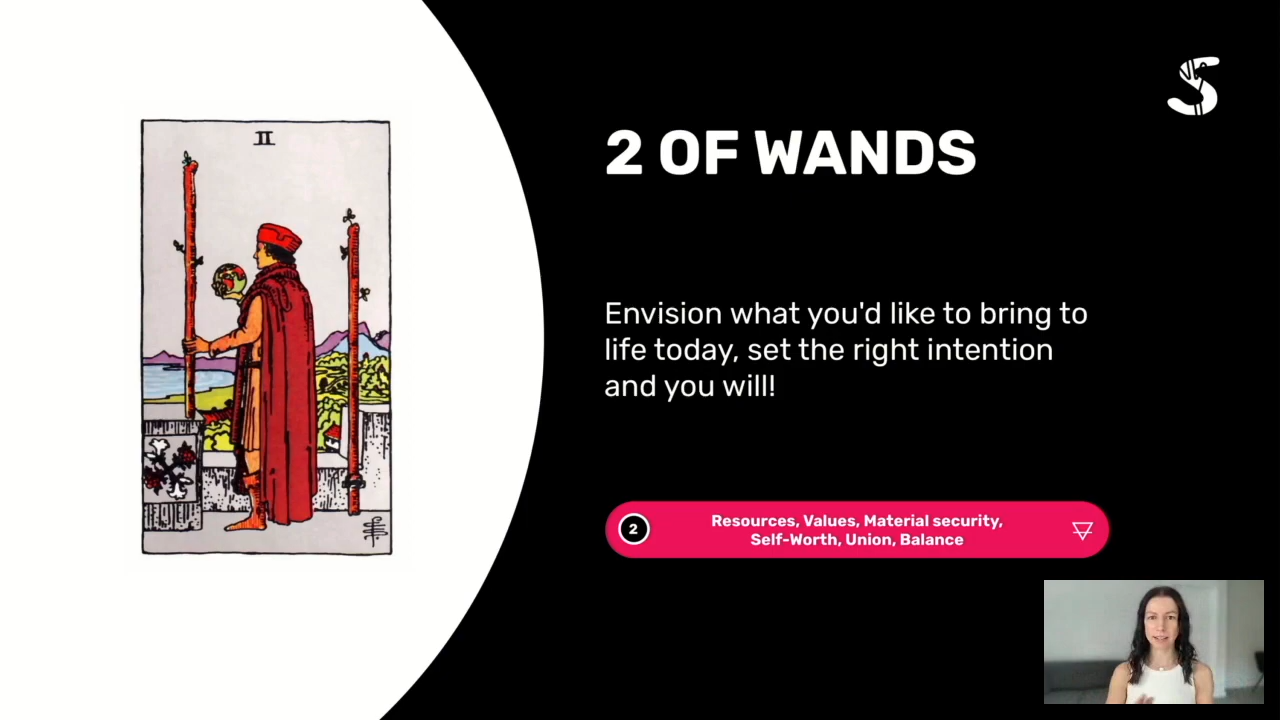 II
2 OF WANDS
Envision what you'd like to bring to
life today, set the right intention
and you will!
2
Resources, Values, Material security,
Self-Worth, Union, Balance